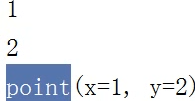 1
2
point(x=1, y=2)